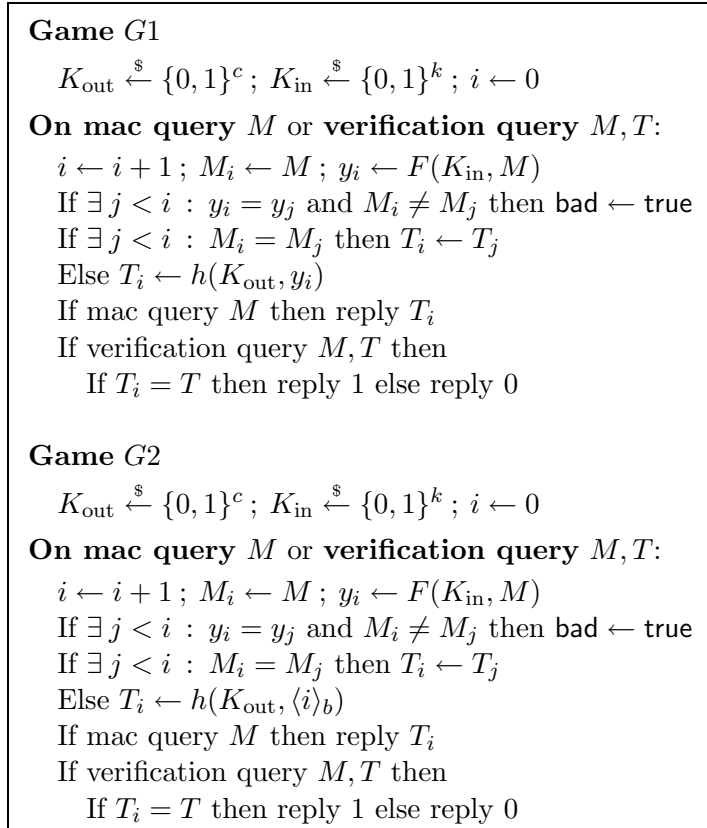 Game G1
K_out ←$ {0, 1}^c ; K_in ←$ {0, 1}^k ; i ← 0
On mac query M or verification query M, T:
i ← i + 1 ; M_i ← M ; y_i ← F(K_in, M)
If ∃ j < i : y_i = y_j and M_i ≠ M_j then bad ← true
If ∃ j < i : M_i = M_j then T_i ← T_j
Else T_i ← h(K_out, y_i)
If mac query M then reply T_i
If verification query M, T then
If T_i = T then reply 1 else reply 0
Game G2
K_out ←$ {0, 1}^c ; K_in ←$ {0, 1}^k ; i ← 0
On mac query M or verification query M, T:
i ← i + 1 ; M_i ← M ; y_i ← F(K_in, M)
If ∃ j < i : y_i = y_j and M_i ≠ M_j then bad ← true
If ∃ j < i : M_i = M_j then T_i ← T_j
Else T_i ← h(K_out, ⟨i⟩_b)
If mac query M then reply T_i
If verification query M, T then
If T_i = T then reply 1 else reply 0